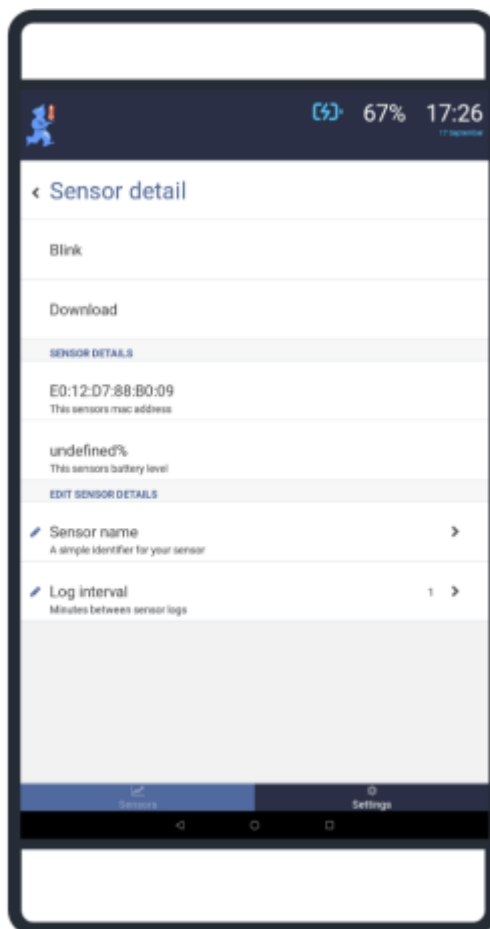 67% 17:26
17 September
Sensor detail
Blink
Download
SENSOR DETAILS
E0:12:D7:88:B0:09
This sensors mac address
undefined%
This sensors battery level
EDIT SENSOR DETAILS
Sensor name
A simple identifier for your sensor
Log interval 1
Minutes between sensor logs
Sensors Settings